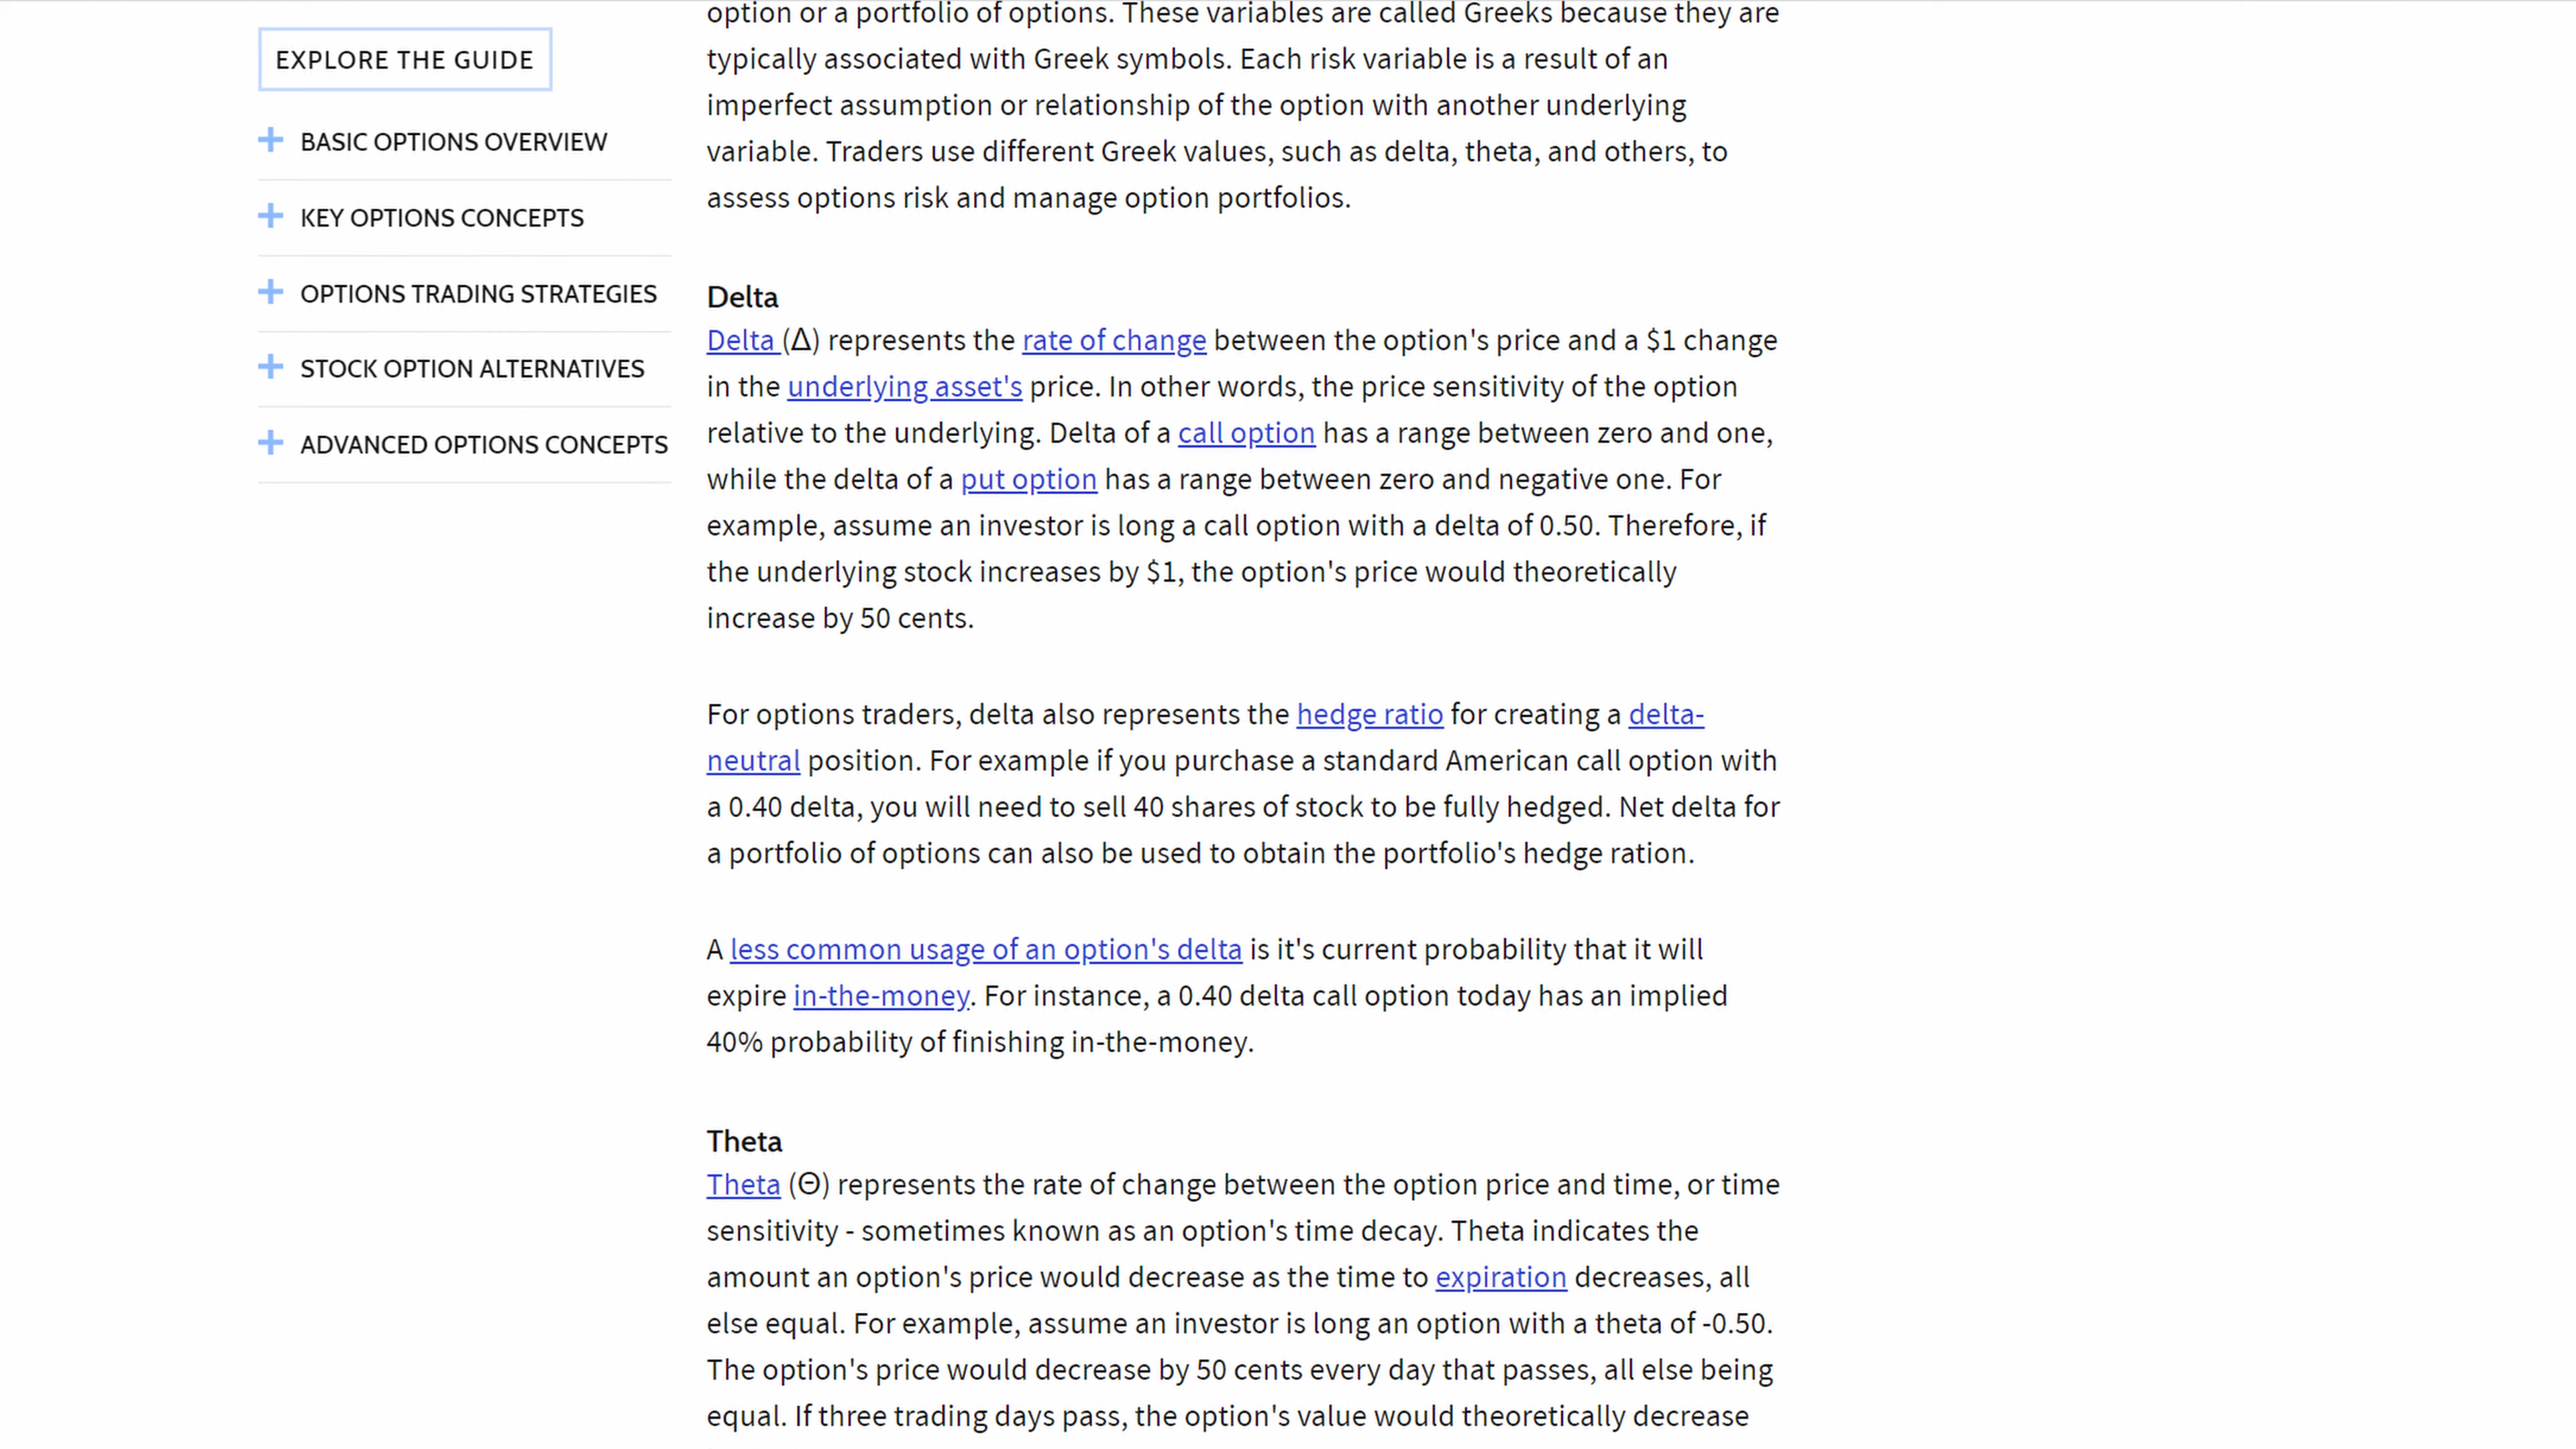 EXPLORE THE GUIDE
BASIC OPTIONS OVERVIEW
KEY OPTIONS CONCEPTS
OPTIONS TRADING STRATEGIES
STOCK OPTION ALTERNATIVES
ADVANCED OPTIONS CONCEPTS
option or a portfolio of options. These variables are called Greeks because they are
typically associated with Greek symbols. Each risk variable is a result of an
imperfect assumption or relationship of the option with another underlying
variable. Traders use different Greek values, such as delta, theta, and others, to
assess options risk and manage option portfolios.
Delta
Delta (Δ) represents the rate of change between the option's price and a $1 change
in the underlying asset's price. In other words, the price sensitivity of the option
relative to the underlying. Delta of a call option has a range between zero and one,
while the delta of a put option has a range between zero and negative one. For
example, assume an investor is long a call option with a delta of 0.50. Therefore, if
the underlying stock increases by $1, the option's price would theoretically
increase by 50 cents.
For options traders, delta also represents the hedge ratio for creating a delta-
neutral position. For example if you purchase a standard American call option with
a 0.40 delta, you will need to sell 40 shares of stock to be fully hedged. Net delta for
a portfolio of options can also be used to obtain the portfolio's hedge ration.
A less common usage of an option's delta is it's current probability that it will
expire in-the-money. For instance, a 0.40 delta call option today has an implied
40% probability of finishing in-the-money.
Theta
Theta (Θ) represents the rate of change between the option price and time, or time
sensitivity - sometimes known as an option's time decay. Theta indicates the
amount an option's price would decrease as the time to expiration decreases, all
else equal. For example, assume an investor is long an option with a theta of -0.50.
The option's price would decrease by 50 cents every day that passes, all else being
equal. If three trading days pass, the option's value would theoretically decrease